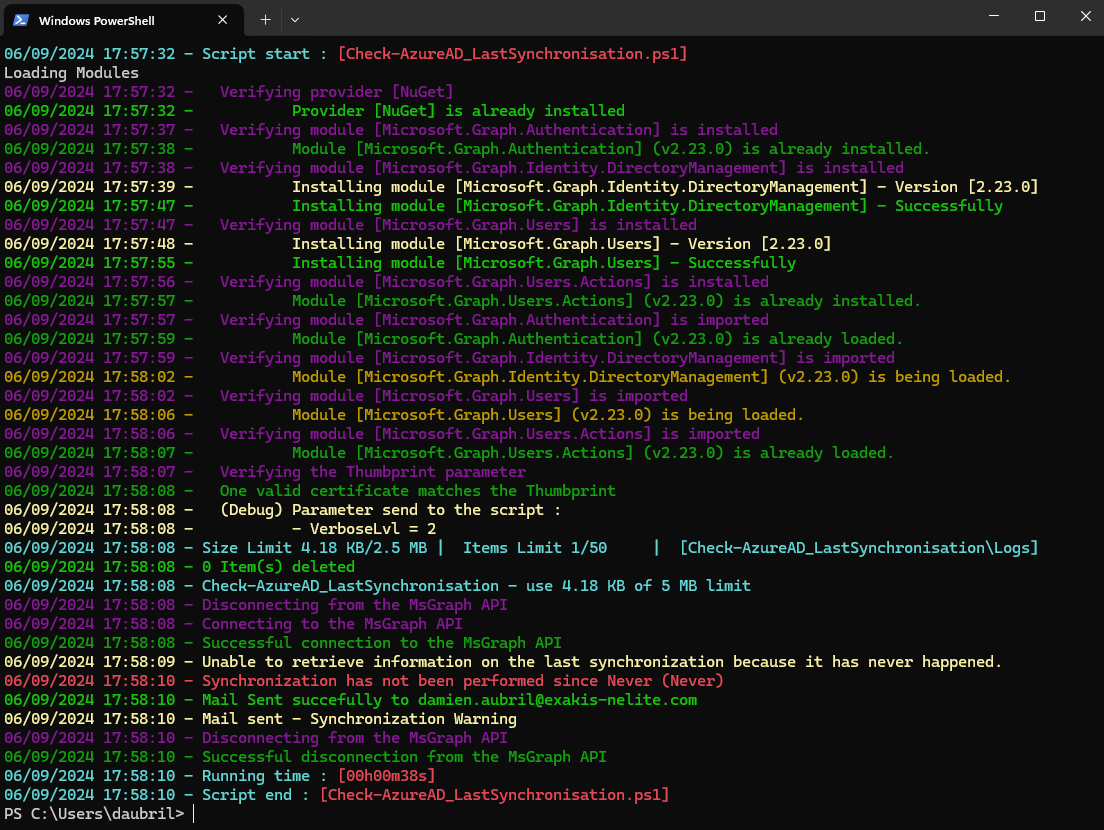 Windows PowerShell
06/09/2024 17:57:32 - Script start : [Check-AzureAD_LastSynchronisation.ps1]
Loading Modules
06/09/2024 17:57:32 -   Verifying provider [NuGet]
06/09/2024 17:57:32 -           Provider [NuGet] is already installed
06/09/2024 17:57:37 -   Verifying module [Microsoft.Graph.Authentication] is installed
06/09/2024 17:57:38 -           Module [Microsoft.Graph.Authentication] (v2.23.0) is already installed.
06/09/2024 17:57:38 -   Verifying module [Microsoft.Graph.Identity.DirectoryManagement] is installed
06/09/2024 17:57:39 -           Installing module [Microsoft.Graph.Identity.DirectoryManagement] - Version [2.23.0]
06/09/2024 17:57:47 -           Installing module [Microsoft.Graph.Identity.DirectoryManagement] - Successfully
06/09/2024 17:57:47 -   Verifying module [Microsoft.Graph.Users] is installed
06/09/2024 17:57:48 -           Installing module [Microsoft.Graph.Users] - Version [2.23.0]
06/09/2024 17:57:55 -           Installing module [Microsoft.Graph.Users] - Successfully
06/09/2024 17:57:56 -   Verifying module [Microsoft.Graph.Users.Actions] is installed
06/09/2024 17:57:57 -           Module [Microsoft.Graph.Users.Actions] (v2.23.0) is already installed.
06/09/2024 17:57:57 -   Verifying module [Microsoft.Graph.Authentication] is imported
06/09/2024 17:57:59 -           Module [Microsoft.Graph.Authentication] (v2.23.0) is already loaded.
06/09/2024 17:57:59 -   Verifying module [Microsoft.Graph.Identity.DirectoryManagement] is imported
06/09/2024 17:58:02 -           Module [Microsoft.Graph.Identity.DirectoryManagement] (v2.23.0) is being loaded.
06/09/2024 17:58:02 -   Verifying module [Microsoft.Graph.Users] is imported
06/09/2024 17:58:06 -           Module [Microsoft.Graph.Users] (v2.23.0) is being loaded.
06/09/2024 17:58:06 -   Verifying module [Microsoft.Graph.Users.Actions] is imported
06/09/2024 17:58:07 -           Module [Microsoft.Graph.Users.Actions] (v2.23.0) is already loaded.
06/09/2024 17:58:07 -   Verifying the Thumbprint parameter
06/09/2024 17:58:08 -   One valid certificate matches the Thumbprint
06/09/2024 17:58:08 -   (Debug) Parameter send to the script :
06/09/2024 17:58:08 -           - VerboseLvl = 2
06/09/2024 17:58:08 - Size Limit 4.18 KB/2.5 MB |  Items Limit 1/50     |  [Check-AzureAD_LastSynchronisation\Logs]
06/09/2024 17:58:08 - 0 Item(s) deleted
06/09/2024 17:58:08 - Check-AzureAD_LastSynchronisation - use 4.18 KB of 5 MB limit
06/09/2024 17:58:08 - Disconnecting from the MsGraph API
06/09/2024 17:58:08 - Connecting to the MsGraph API
06/09/2024 17:58:08 - Successful connection to the MsGraph API
06/09/2024 17:58:09 - Unable to retrieve information on the last synchronization because it has never happened.
06/09/2024 17:58:10 - Synchronization has not been performed since Never (Never)
06/09/2024 17:58:10 - Mail Sent succefully to damien.aubril@exakis-nelite.com
06/09/2024 17:58:10 - Mail sent - Synchronization Warning
06/09/2024 17:58:10 - Disconnecting from the MsGraph API
06/09/2024 17:58:10 - Successful disconnection from the MsGraph API
06/09/2024 17:58:10 - Running time : [00h00m38s]
06/09/2024 17:58:10 - Script end : [Check-AzureAD_LastSynchronisation.ps1]
PS C:\Users\daubril>